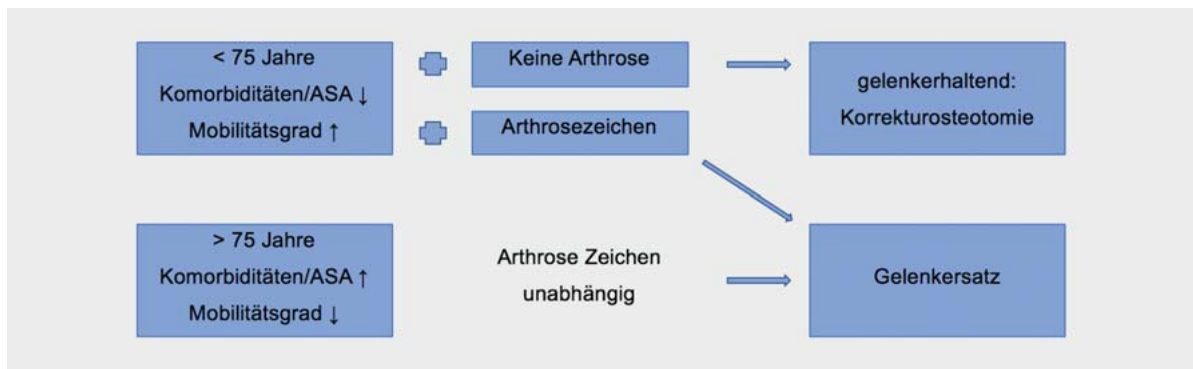 < 75 Jahre
Komorbiditäten/ASA ↓
Mobilitätsgrad ↑
Keine Arthrose
Arthrosezeichen
gelenkerhaltend:
Korrekturosteotomie
> 75 Jahre
Komorbiditäten/ASA ↑
Mobilitätsgrad ↓
Arthrose Zeichen
unabhängig
Gelenkersatz